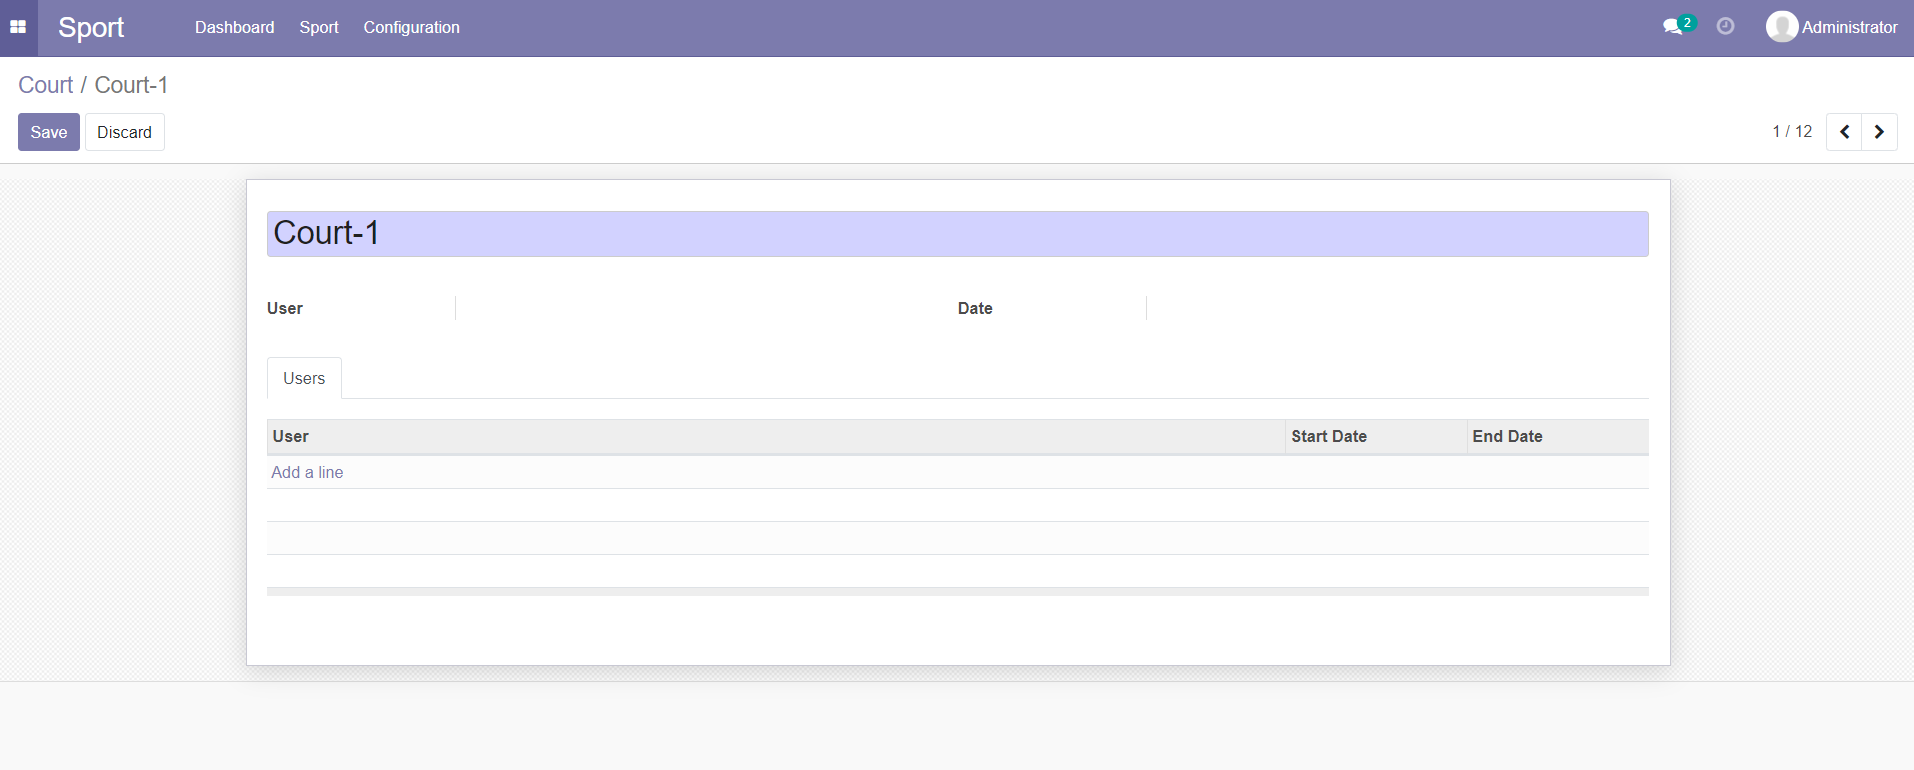 Sport Dashboard Sport Configuration 2 Administrator
Court / Court-1
Save Discard 1 / 12
Court-1
User Date
Users
User Start Date End Date
Add a line